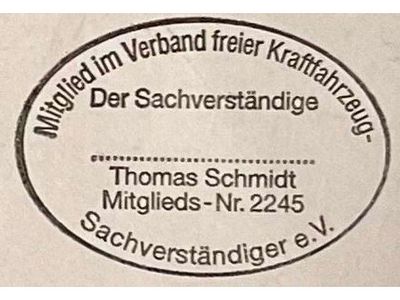 Mitglied im Verband freier Kraftfahrzeug-
Der Sachverständige
Thomas Schmidt
Mitglieds-Nr. 2245
Sachverständiger e.V.